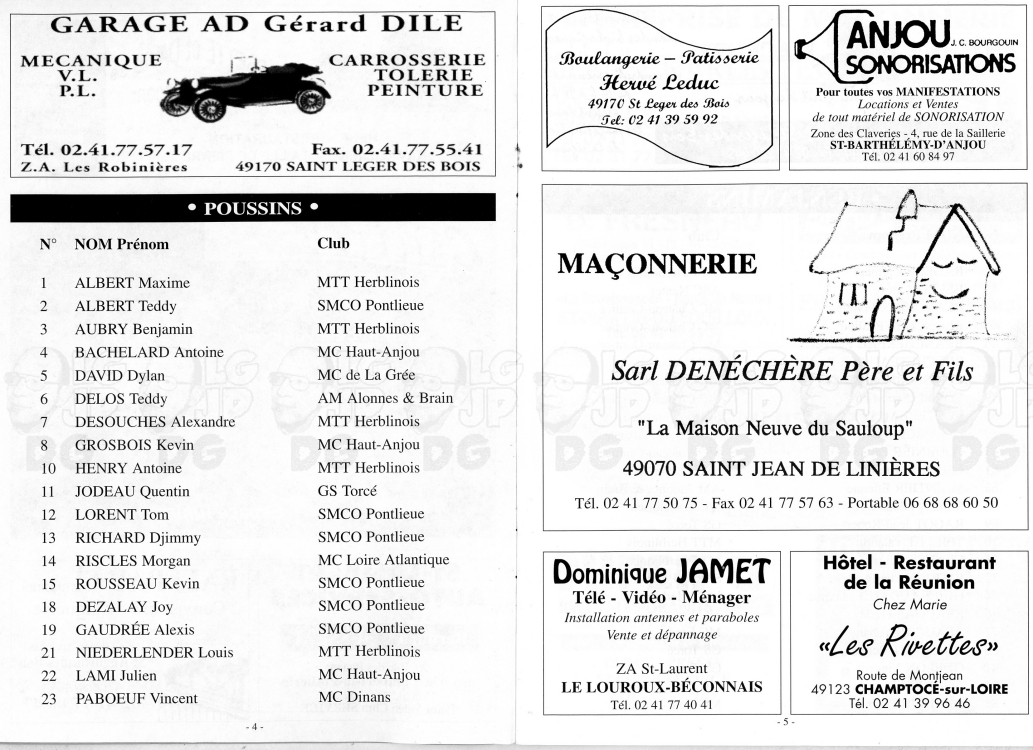 GARAGE AD Gérard DILE
MECANIQUE
V.L.
P.L.
CARROSSERIE
TOLERIE
PEINTURE
Tél. 02.41.77.57.17
Fax. 02.41.77.55.41
Z.A. Les Robinières
49170 SAINT LEGER DES BOIS
• POUSSINS •
N° NOM Prénom Club
1 ALBERT Maxime MTT Herblinois
2 ALBERT Teddy SMCO Pontlieue
3 AUBRY Benjamin MTT Herblinois
4 BACHELARD Antoine MC Haut-Anjou
5 DAVID Dylan MC de La Grée
6 DELOS Teddy AM Alonnes & Brain
7 DESOUCHES Alexandre MTT Herblinois
8 GROSBOIS Kevin MC Haut-Anjou
10 HENRY Antoine MTT Herblinois
11 JODEAU Quentin GS Torcé
12 LORENT Tom SMCO Pontlieue
13 RICHARD Djimmy SMCO Pontlieue
14 RISCLES Morgan MC Loire Atlantique
15 ROUSSEAU Kevin SMCO Pontlieue
18 DEZALAY Joy SMCO Pontlieue
19 GAUDRÉE Alexis SMCO Pontlieue
21 NIEDERLENDER Louis MTT Herblinois
22 LAMI Julien MC Haut-Anjou
23 PABOEUF Vincent MC Dinans
- 4 -
Boulangerie – Patisserie
Hervé Leduc
49170 St Leger des Bois
Tel: 02 41 39 59 92
ANJOU J. C. BOURGOUIN
SONORISATIONS
Pour toutes vos MANIFESTATIONS
Locations et Ventes
de tout matériel de SONORISATION
Zone des Claveries - 4, rue de la Saillerie
ST-BARTHÉLÉMY-D'ANJOU
Tél. 02 41 60 84 97
MAÇONNERIE
Sarl DENÉCHÈRE Père et Fils
"La Maison Neuve du Sauloup"
49070 SAINT JEAN DE LINIÈRES
Tél. 02 41 77 50 75 - Fax 02 41 77 57 63 - Portable 06 68 68 60 50
Dominique JAMET
Télé - Vidéo - Ménager
Installation antennes et paraboles
Vente et dépannage
ZA St-Laurent
LE LOUROUX-BÉCONNAIS
Tél. 02 41 77 40 41
Hôtel - Restaurant
de la Réunion
Chez Marie
«Les Rivettes»
Route de Montjean
49123 CHAMPTOCÉ-sur-LOIRE
Tél. 02 41 39 96 46
- 5 -
LG
JP
DG